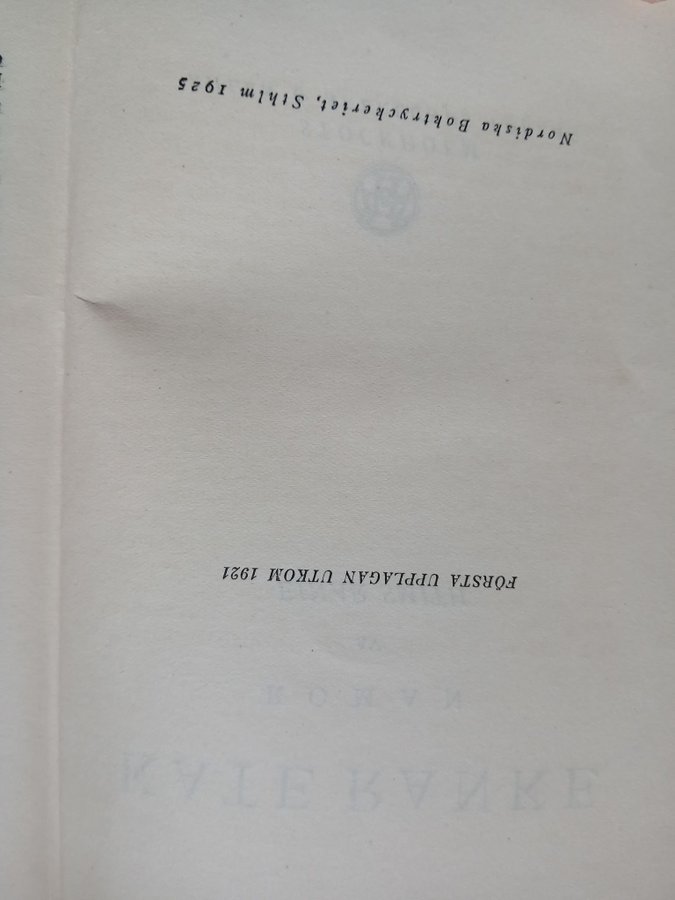 FÖRSTA UPPLAGAN UTKOM 1921
Nordiska Boktryckeriet, Sthlm 1925